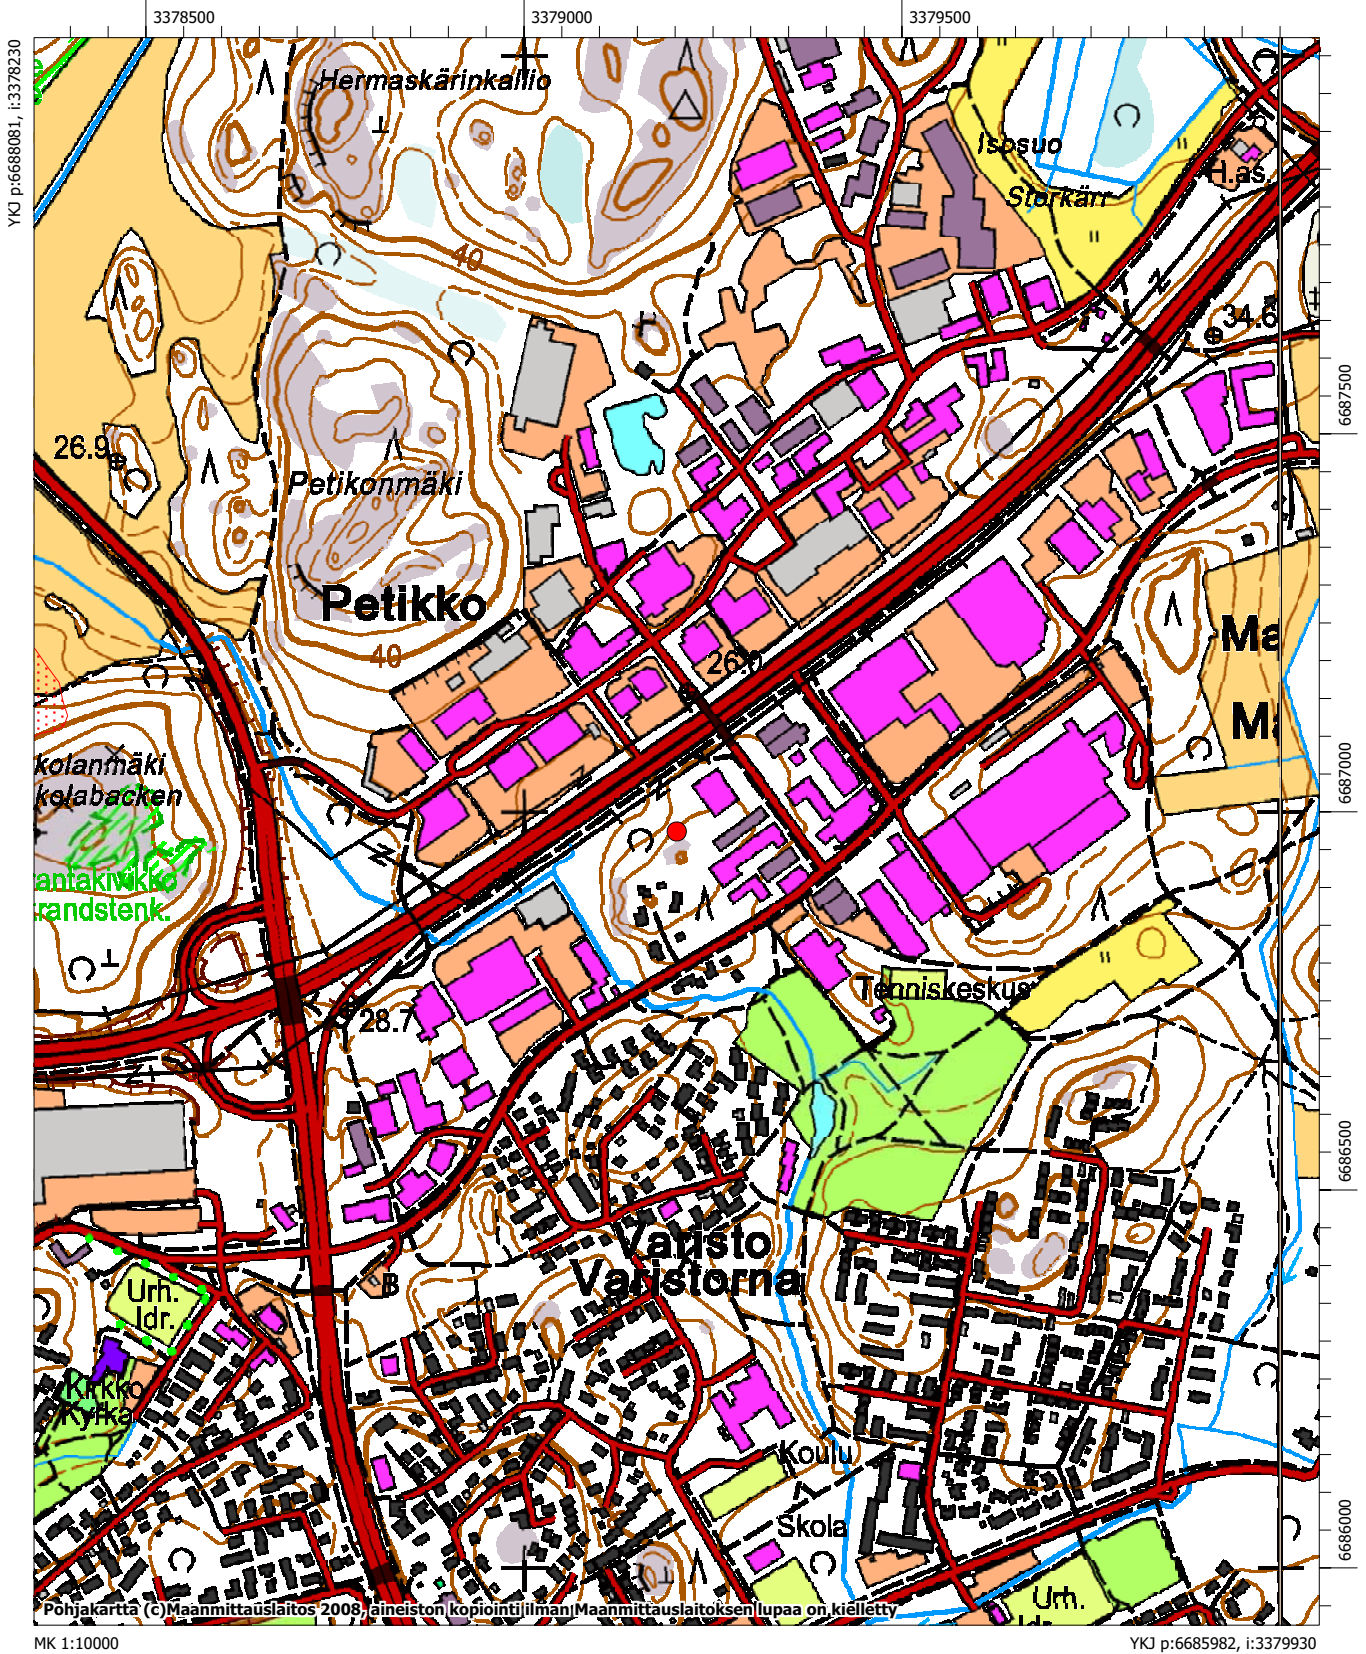 3378500
3379000
3379500
YKJ p:6688081, i:3378230
Hermaskärinkallio
Isosuo
Storkärr
H.as.
40
34.6
6687500
26.9
Petikonmäki
Petikko
40
26.
Ma
Ma
6687000
kolanmäki
kolabacken
antakivikko
randstenk.
Tenniskeskus
28.7
6686500
Varisto
Varistorna
B
Urh.
Idr.
Kirkko
Kyrka
Koulu
Skola
6686000
Urh.
Idr.
Pohjakartta (c)Maanmittauslaitos 2008, aineiston kopiointi ilman Maanmittauslaitoksen lupaa on kielletty
MK 1:10000
YKJ p:6685982, i:3379930